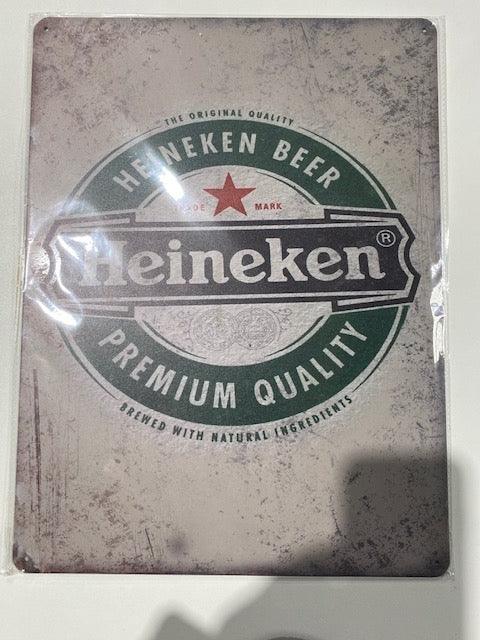 THE ORIGINAL QUALITY
HEINEKEN BEER
MARK
Heineken®
PREMIUM QUALITY
BREWED WITH NATURAL INGREDIENTS